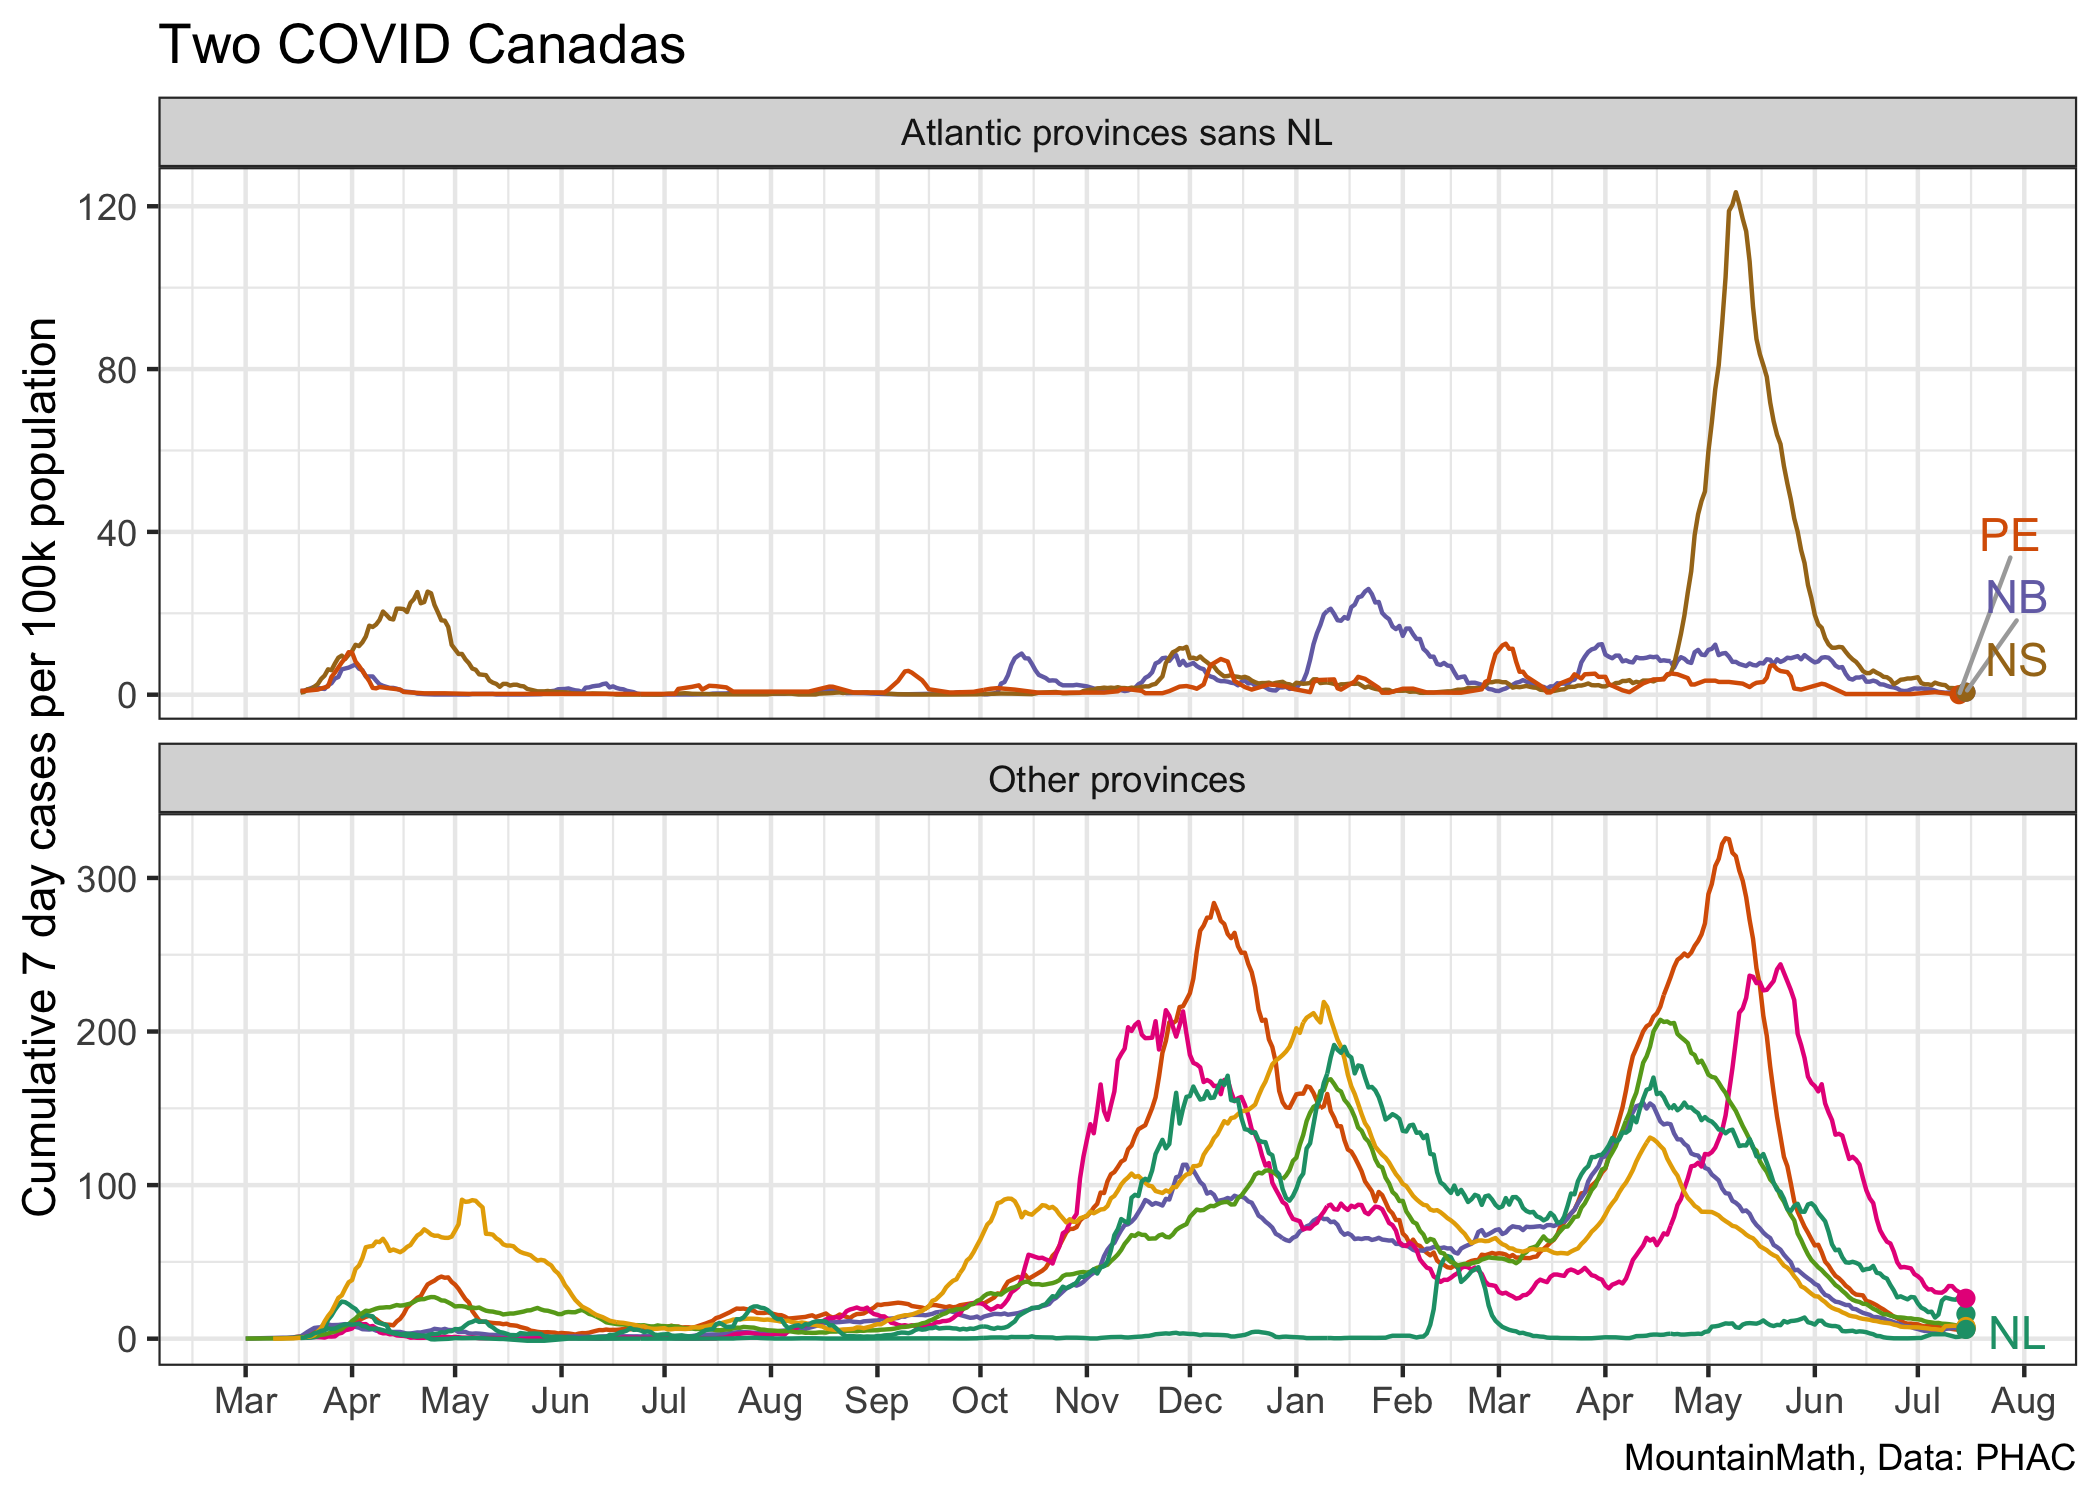 Two COVID Canadas
Atlantic provinces sans NL
120
80
40
0
PE
NB
NS
Cumulative 7 day cases per 100k population
Other provinces
300
200
100
0
NL
Mar Apr May Jun Jul Aug Sep Oct Nov Dec Jan Feb Mar Apr May Jun Jul Aug
MountainMath, Data: PHAC